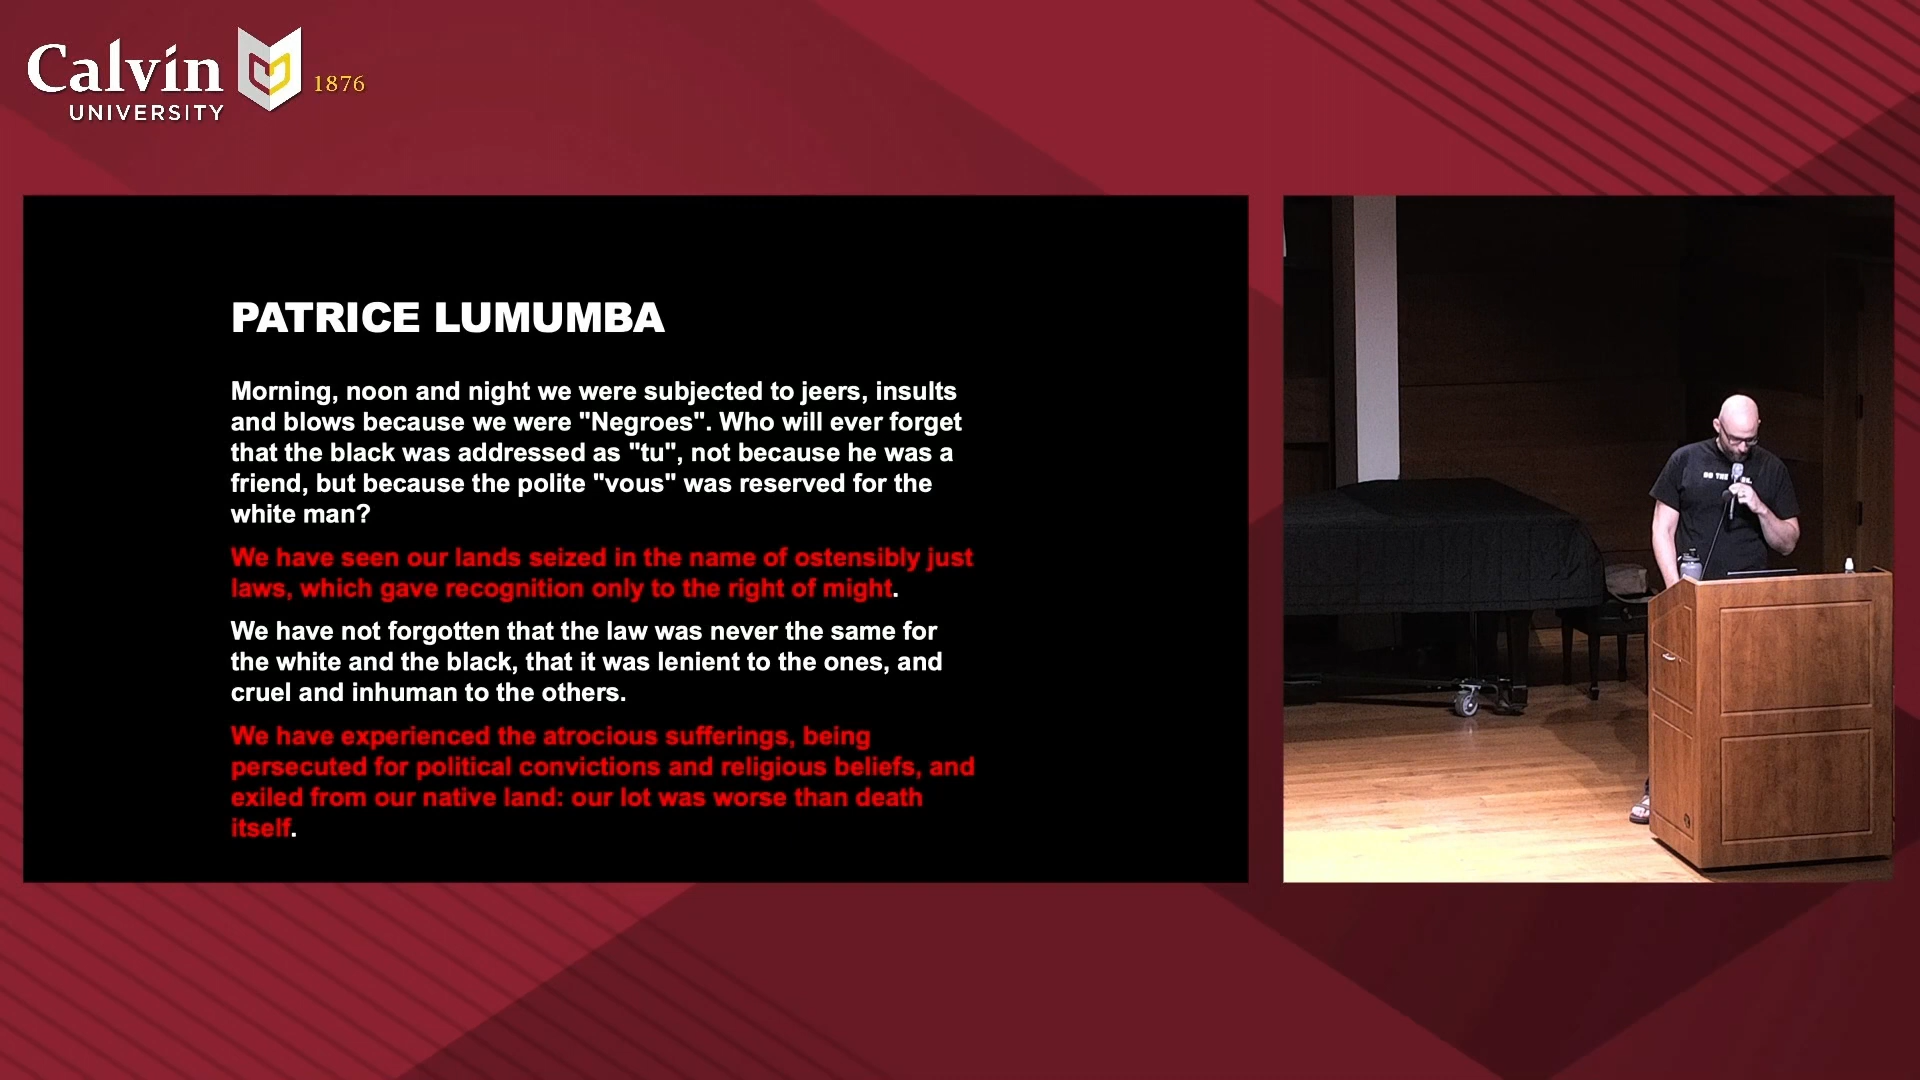 Calvin
UNIVERSITY
1876
PATRICE LUMUMBA
Morning, noon and night we were subjected to jeers, insults
and blows because we were "Negroes". Who will ever forget
that the black was addressed as "tu", not because he was a
friend, but because the polite "vous" was reserved for the
white man?
We have seen our lands seized in the name of ostensibly just
laws, which gave recognition only to the right of might.
We have not forgotten that the law was never the same for
the white and the black, that it was lenient to the ones, and
cruel and inhuman to the others.
We have experienced the atrocious sufferings, being
persecuted for political convictions and religious beliefs, and
exiled from our native land: our lot was worse than death
itself.
DO THE